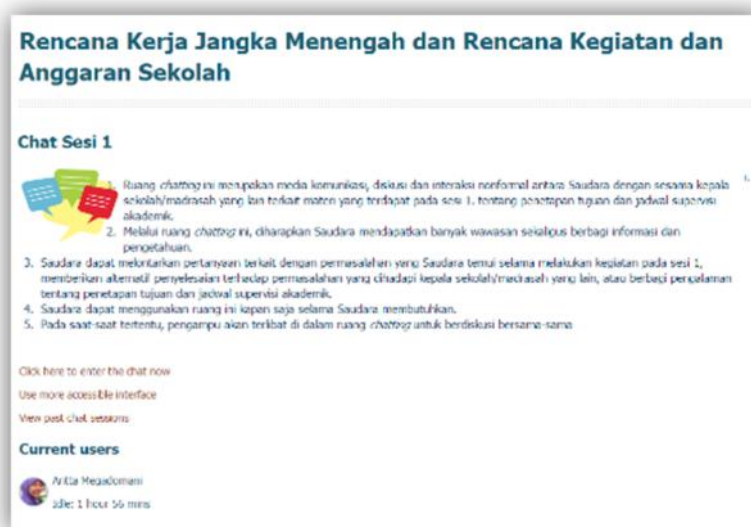 Rencana Kerja Jangka Menengah dan Rencana Kegiatan dan
Anggaran Sekolah
Chat Sesi 1
1. Ruang chatting ini merupakan media komunikasi, diskusi dan interaksi nonformal antara Saudara dengan sesama kepala
sekolah/madrasah yang lain terkait materi yang terdapat pada sesi 1. tentang penetapan tujuan dan jadwal supervisi
akademik.
2. Melalui ruang chatting ini, diharapkan Saudara mendapatkan banyak wawasan sekaligus berbagi informasi dan
pengetahuan.
3. Saudara dapat melontarkan pertanyaan terkait dengan permasalahan yang Saudara temui selama melakukan kegiatan pada sesi 1,
memberikan alternatif penyelesaian terhadap permasalahan yang dihadapi kepala sekolah/madrasah yang lain, atau berbagi pengalaman
tentang penetapan tujuan dan jadwal supervisi akademik.
4. Saudara dapat menggunakan ruang ini kapan saja selama Saudara membutuhkan.
5. Pada saat-saat tertentu, pengampu akan terlibat di dalam ruang chatting untuk berdiskusi bersama-sama
Click here to enter the chat now
Use more accessible interface
View past chat sessions
Current users
Aritta Megadomani
Idle: 1 hour 56 mins